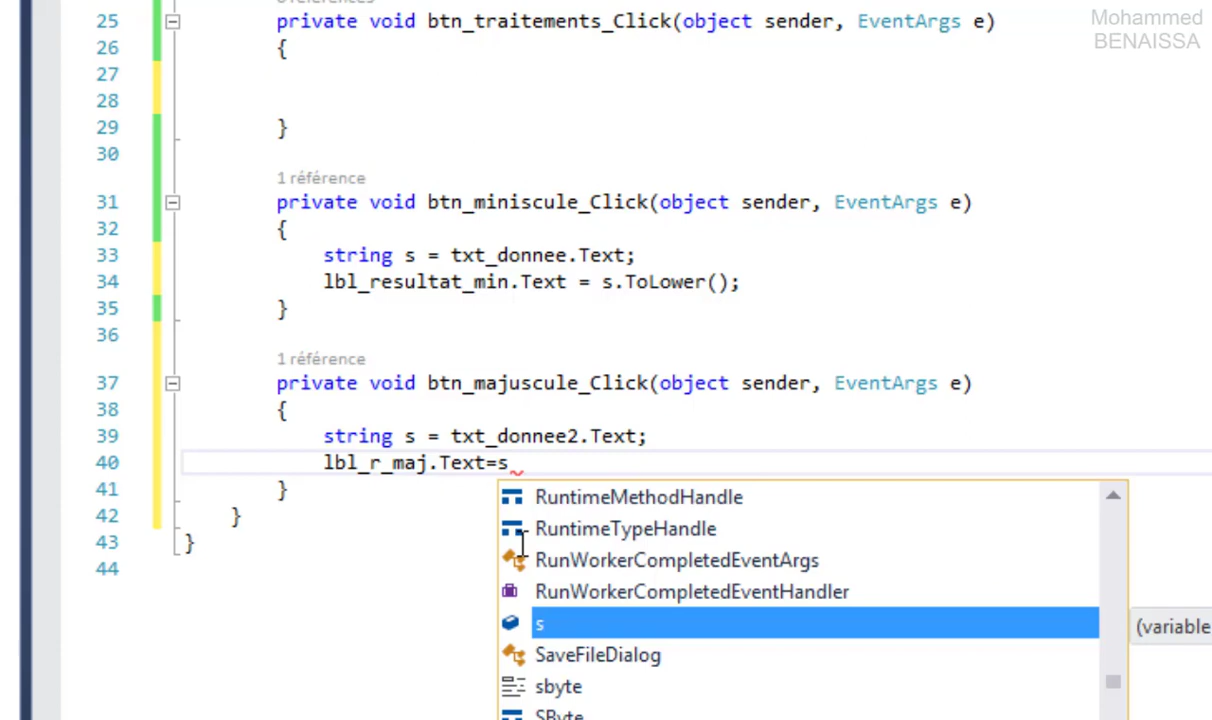 Mohammed
BENAISSA
25 private void btn_traitements_Click(object sender, EventArgs e)
26 {
27
28
29 }
30
1 référence
31 private void btn_miniscule_Click(object sender, EventArgs e)
32 {
33 string s = txt_donnee.Text;
34 lbl_resultat_min.Text = s.ToLower();
35 }
36
1 référence
37 private void btn_majuscule_Click(object sender, EventArgs e)
38 {
39 string s = txt_donnee2.Text;
40 lbl_r_maj.Text=s
41 }
42 }
43 }
44
RuntimeMethodHandle
RuntimeTypeHandle
RunWorkerCompletedEventArgs
RunWorkerCompletedEventHandler
s
(variable
SaveFileDialog
sbyte
SByte